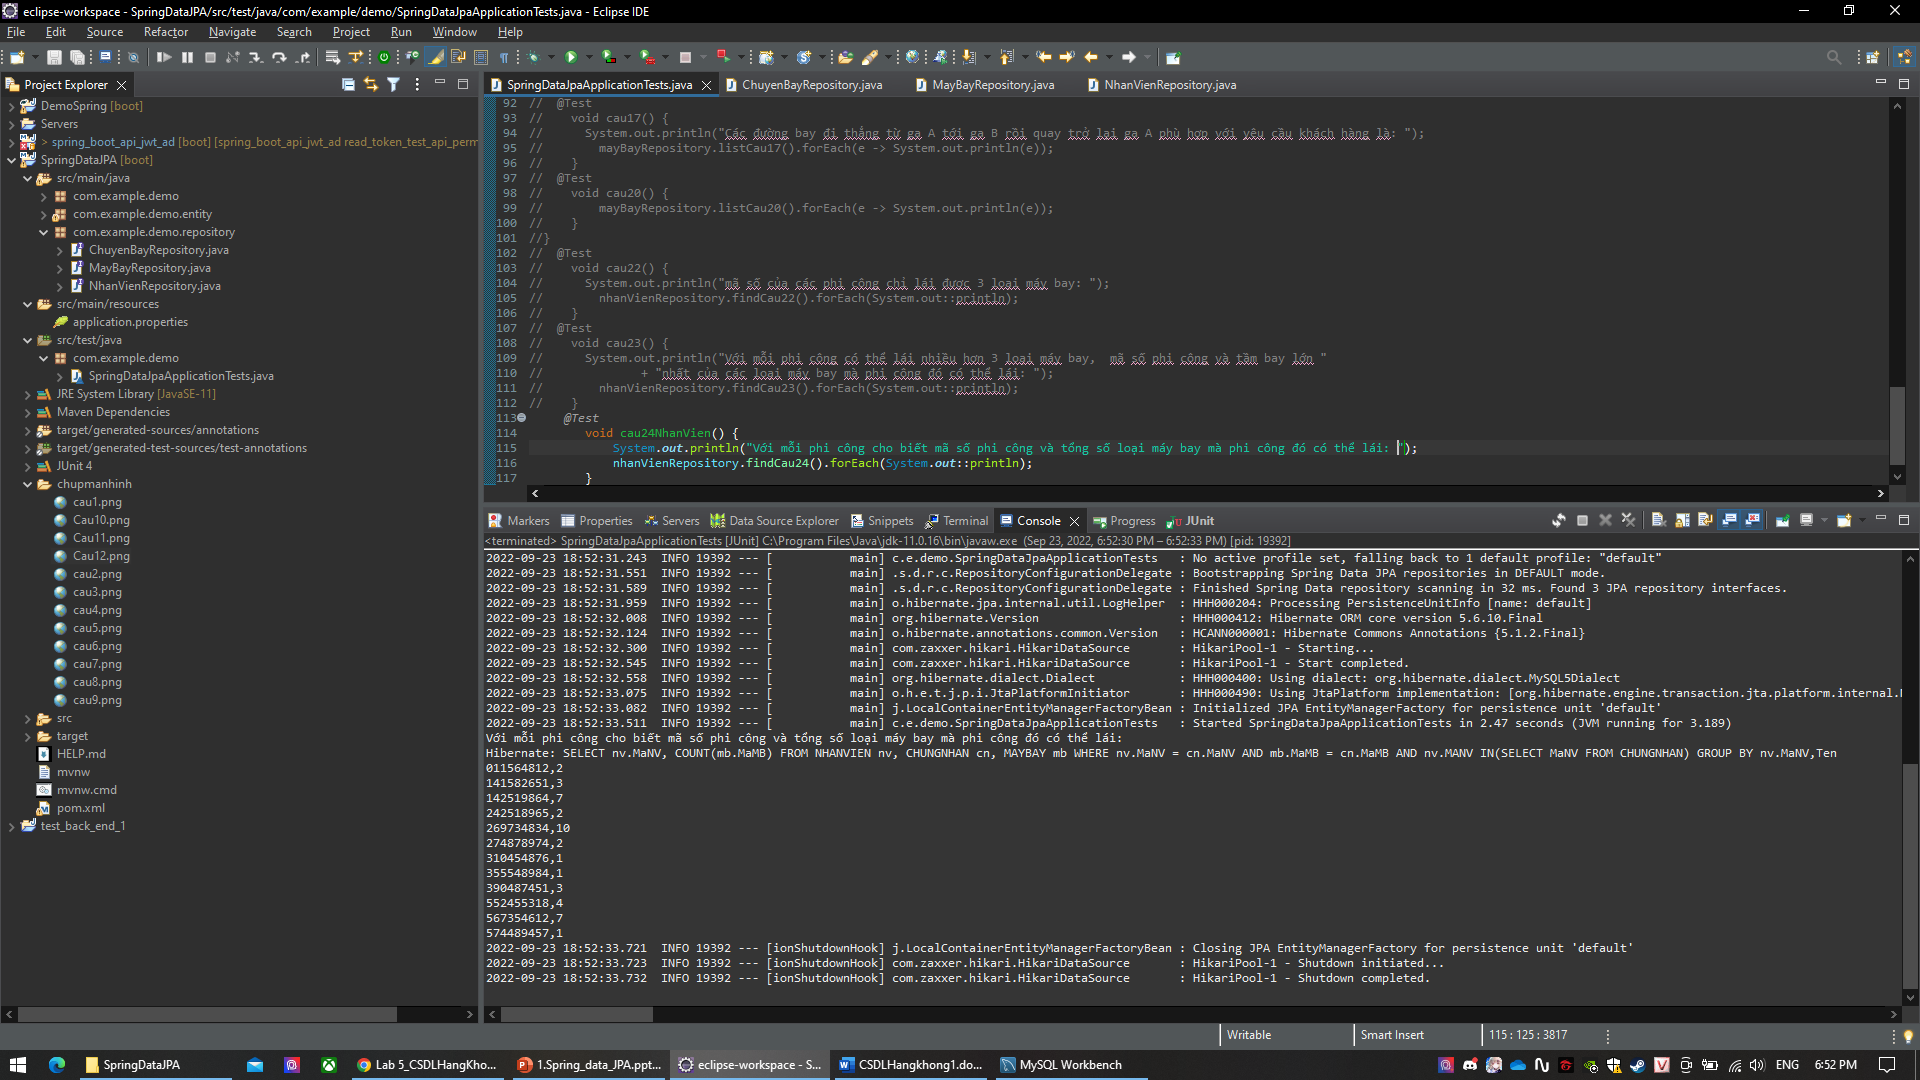 eclipse-workspace - SpringDataJPA/src/test/java/com/example/demo/SpringDataJpaApplicationTests.java - Eclipse IDE
File Edit Source Refactor Navigate Search Project Run Window Help
Project Explorer
DemoSpring [boot]
Servers
> spring_boot_api_jwt_ad [boot] [spring_boot_api_jwt_ad read_token_test_api_perm
SpringDataJPA [boot]
src/main/java
com.example.demo
com.example.demo.entity
com.example.demo.repository
ChuyenBayRepository.java
MayBayRepository.java
NhanVienRepository.java
src/main/resources
application.properties
src/test/java
com.example.demo
SpringDataJpaApplicationTests.java
JRE System Library [JavaSE-11]
Maven Dependencies
target/generated-sources/annotations
target/generated-test-sources/test-annotations
JUnit 4
chupmanhinh
cau1.png
Cau10.png
Cau11.png
Cau12.png
cau2.png
cau3.png
cau4.png
cau5.png
cau6.png
cau7.png
cau8.png
cau9.png
src
target
HELP.md
mvnw
mvnw.cmd
pom.xml
test_back_end_1
SpringDataJpaApplicationTests.java ChuyenBayRepository.java MayBayRepository.java NhanVienRepository.java
92 // @Test
93 // void cau17() {
94 // System.out.println("Các đường bay đi thẳng từ ga A tới ga B rồi quay trở lại ga A phù hợp với yêu cầu khách hàng là: ");
95 // mayBayRepository.listCau17().forEach(e -> System.out.println(e));
96 // }
97 // @Test
98 // void cau20() {
99 // mayBayRepository.listCau20().forEach(e -> System.out.println(e));
100 // }
101 //}
102 // @Test
103 // void cau22() {
104 // System.out.println("mã số của các phi công chỉ lái được 3 loại máy bay: ");
105 // nhanVienRepository.findCau22().forEach(System.out::println);
106 // }
107 // @Test
108 // void cau23() {
109 // System.out.println("Với mỗi phi công có thể lái nhiều hơn 3 loại máy bay, mã số phi công và tầm bay lớn "
110 // + "nhất của các loại máy bay mà phi công đó có thể lái: ");
111 // nhanVienRepository.findCau23().forEach(System.out::println);
112 // }
113 @Test
114 void cau24NhanVien() {
115 System.out.println("Với mỗi phi công cho biết mã số phi công và tổng số loại máy bay mà phi công đó có thể lái: ");
116 nhanVienRepository.findCau24().forEach(System.out::println);
117 }
Markers Properties Servers Data Source Explorer Snippets Terminal Console Progress JUnit
<terminated> SpringDataJpaApplicationTests [JUnit] C:\Program Files\Java\jdk-11.0.16\bin\javaw.exe (Sep 23, 2022, 6:52:30 PM – 6:52:33 PM) [pid: 19392]
2022-09-23 18:52:31.243 INFO 19392 --- [ main] c.e.demo.SpringDataJpaApplicationTests : No active profile set, falling back to 1 default profile: "default"
2022-09-23 18:52:31.551 INFO 19392 --- [ main] .s.d.r.c.RepositoryConfigurationDelegate : Bootstrapping Spring Data JPA repositories in DEFAULT mode.
2022-09-23 18:52:31.589 INFO 19392 --- [ main] .s.d.r.c.RepositoryConfigurationDelegate : Finished Spring Data repository scanning in 32 ms. Found 3 JPA repository interfaces.
2022-09-23 18:52:31.959 INFO 19392 --- [ main] o.hibernate.jpa.internal.util.LogHelper : HHH000204: Processing PersistenceUnitInfo [name: default]
2022-09-23 18:52:32.008 INFO 19392 --- [ main] org.hibernate.Version : HHH000412: Hibernate ORM core version 5.6.10.Final
2022-09-23 18:52:32.124 INFO 19392 --- [ main] o.hibernate.annotations.common.Version : HCANN000001: Hibernate Commons Annotations {5.1.2.Final}
2022-09-23 18:52:32.300 INFO 19392 --- [ main] com.zaxxer.hikari.HikariDataSource : HikariPool-1 - Starting...
2022-09-23 18:52:32.545 INFO 19392 --- [ main] com.zaxxer.hikari.HikariDataSource : HikariPool-1 - Start completed.
2022-09-23 18:52:32.558 INFO 19392 --- [ main] org.hibernate.dialect.Dialect : HHH000400: Using dialect: org.hibernate.dialect.MySQL5Dialect
2022-09-23 18:52:33.075 INFO 19392 --- [ main] o.h.e.t.j.p.i.JtaPlatformInitiator : HHH000490: Using JtaPlatform implementation: [org.hibernate.engine.transaction.jta.platform.internal.
2022-09-23 18:52:33.082 INFO 19392 --- [ main] j.LocalContainerEntityManagerFactoryBean : Initialized JPA EntityManagerFactory for persistence unit 'default'
2022-09-23 18:52:33.511 INFO 19392 --- [ main] c.e.demo.SpringDataJpaApplicationTests : Started SpringDataJpaApplicationTests in 2.47 seconds (JVM running for 3.189)
Với mỗi phi công cho biết mã số phi công và tổng số loại máy bay mà phi công đó có thể lái:
Hibernate: SELECT nv.MaNV, COUNT(mb.MaMB) FROM NHANVIEN nv, CHUNGNHAN cn, MAYBAY mb WHERE nv.MaNV = cn.MaNV AND mb.MaMB = cn.MaMB AND nv.MANV IN(SELECT MaNV FROM CHUNGNHAN) GROUP BY nv.MaNV,Ten
011564812,2
141582651,3
142519864,7
242518965,2
269734834,10
274878974,2
310454876,1
355548984,1
390487451,3
552455318,4
567354612,7
574489457,1
2022-09-23 18:52:33.721 INFO 19392 --- [ionShutdownHook] j.LocalContainerEntityManagerFactoryBean : Closing JPA EntityManagerFactory for persistence unit 'default'
2022-09-23 18:52:33.723 INFO 19392 --- [ionShutdownHook] com.zaxxer.hikari.HikariDataSource : HikariPool-1 - Shutdown initiated...
2022-09-23 18:52:33.732 INFO 19392 --- [ionShutdownHook] com.zaxxer.hikari.HikariDataSource : HikariPool-1 - Shutdown completed.
Writable Smart Insert 115 : 125 : 3817
SpringDataJPA Lab 5_CSDLHangKho... 1.Spring_data_JPA.ppt... eclipse-workspace - S... CSDLHangkhong1.do... MySQL Workbench ENG 6:52 PM